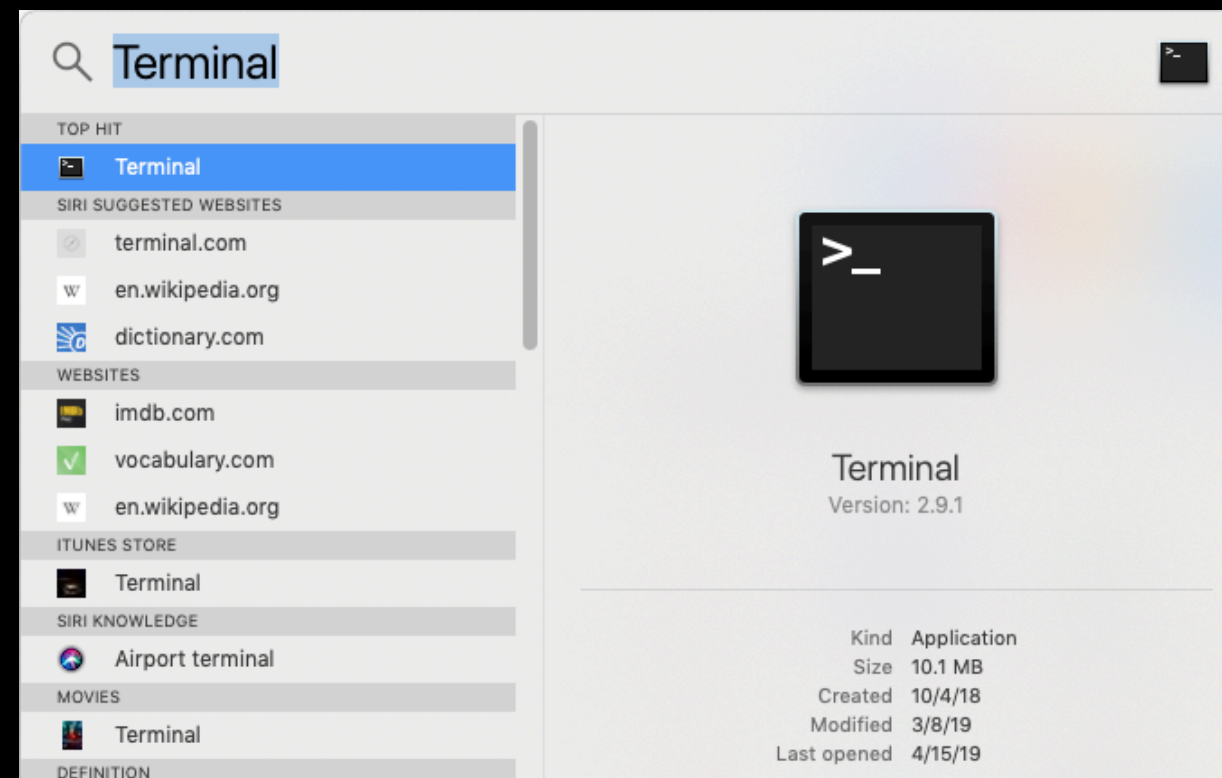 Terminal
>_
TOP HIT
>_ Terminal
SIRI SUGGESTED WEBSITES
terminal.com
W en.wikipedia.org
dictionary.com
WEBSITES
imdb.com
vocabulary.com
W en.wikipedia.org
ITUNES STORE
Terminal
SIRI KNOWLEDGE
Airport terminal
MOVIES
Terminal
DEFINITION
>_
Terminal
Version: 2.9.1
Kind Application
Size 10.1 MB
Created 10/4/18
Modified 3/8/19
Last opened 4/15/19